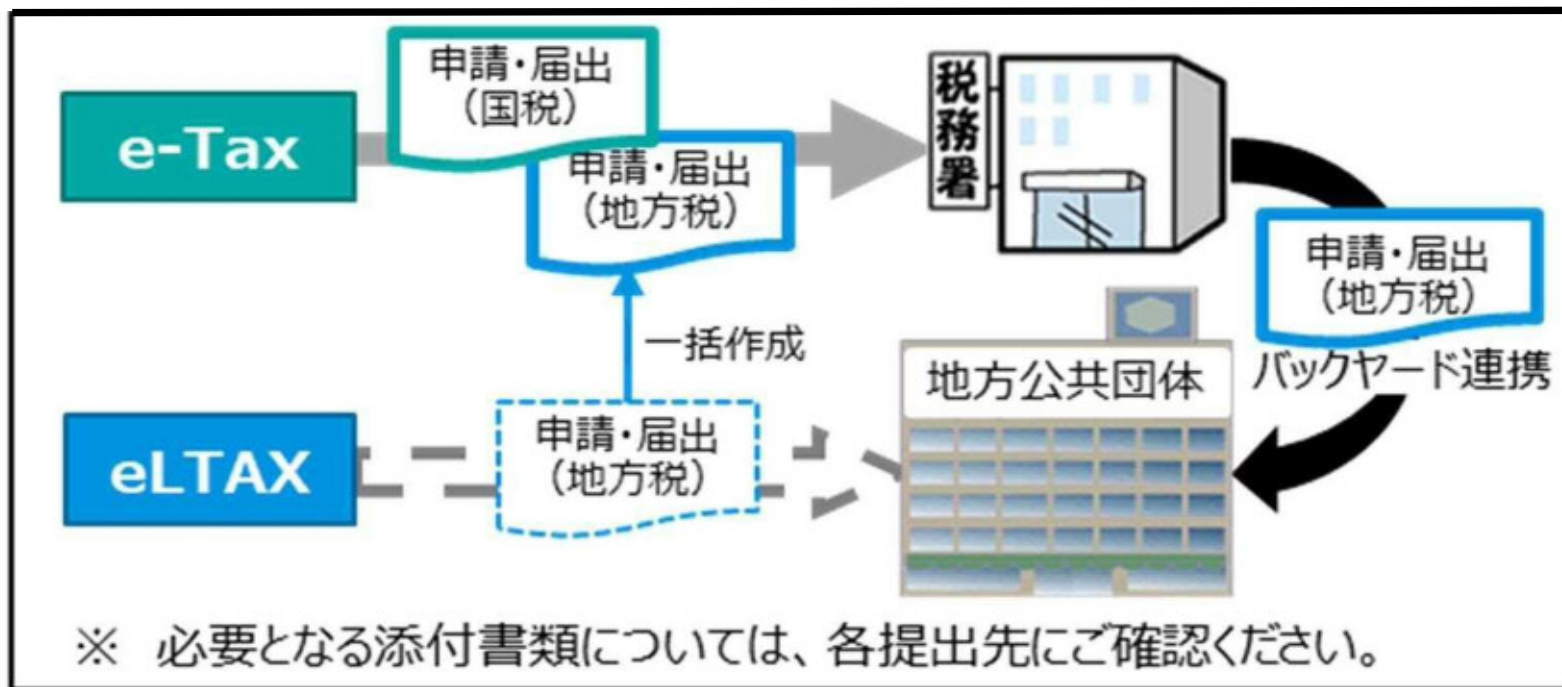 申請・届出
(国税)
e-Tax
申請・届出
(地方税)
税務署
申請・届出
(地方税)
一括作成
バックヤード連携
地方公共団体
eLTAX
申請・届出
(地方税)
※ 必要となる添付書類については、各提出先にご確認ください。